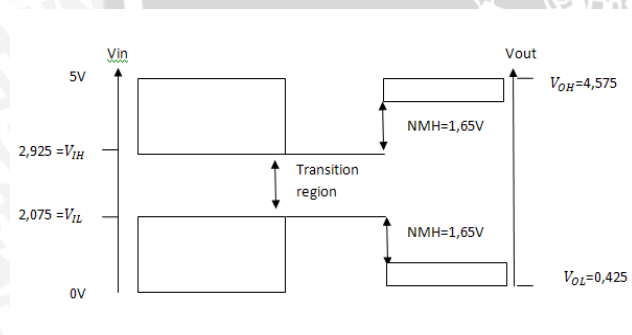 Vin
Vout
5V
V_OH=4,575
NMH=1,65V
2,925 =V_IH
Transition
region
2,075 =V_IL
NMH=1,65V
V_OL=0,425
0V